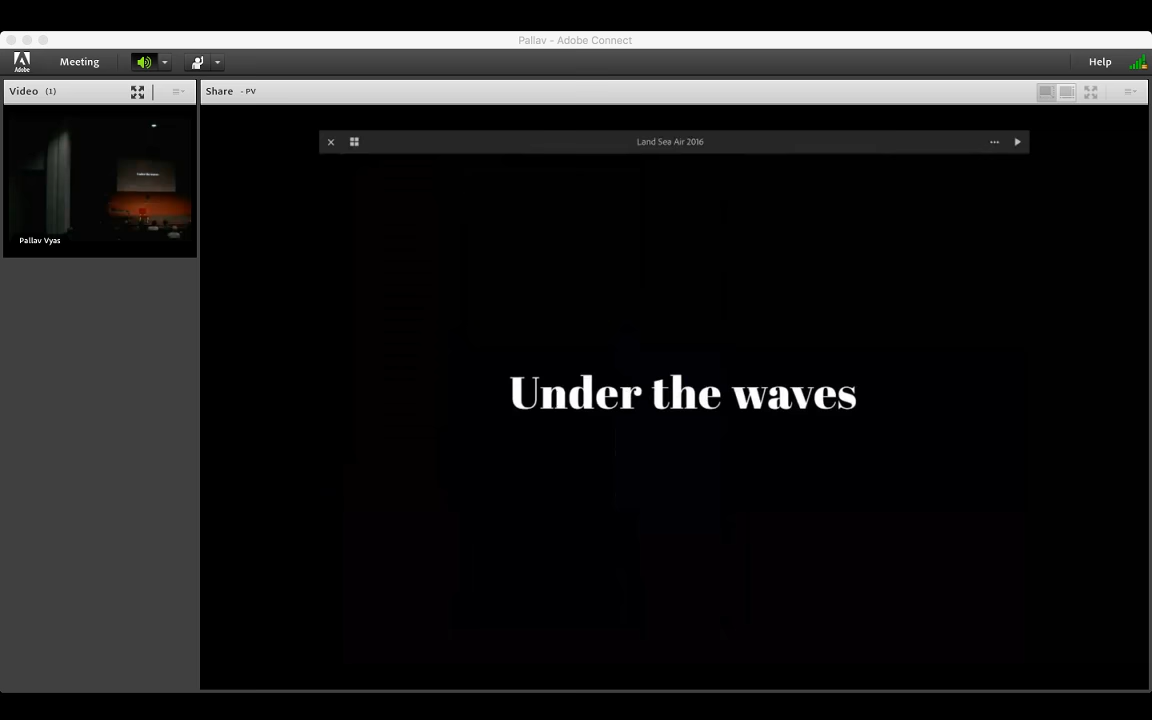 Pallav - Adobe Connect
Adobe
Meeting
Help
Video (1)
Share - PV
Land Sea Air 2016
Under the waves
Pallav Vyas